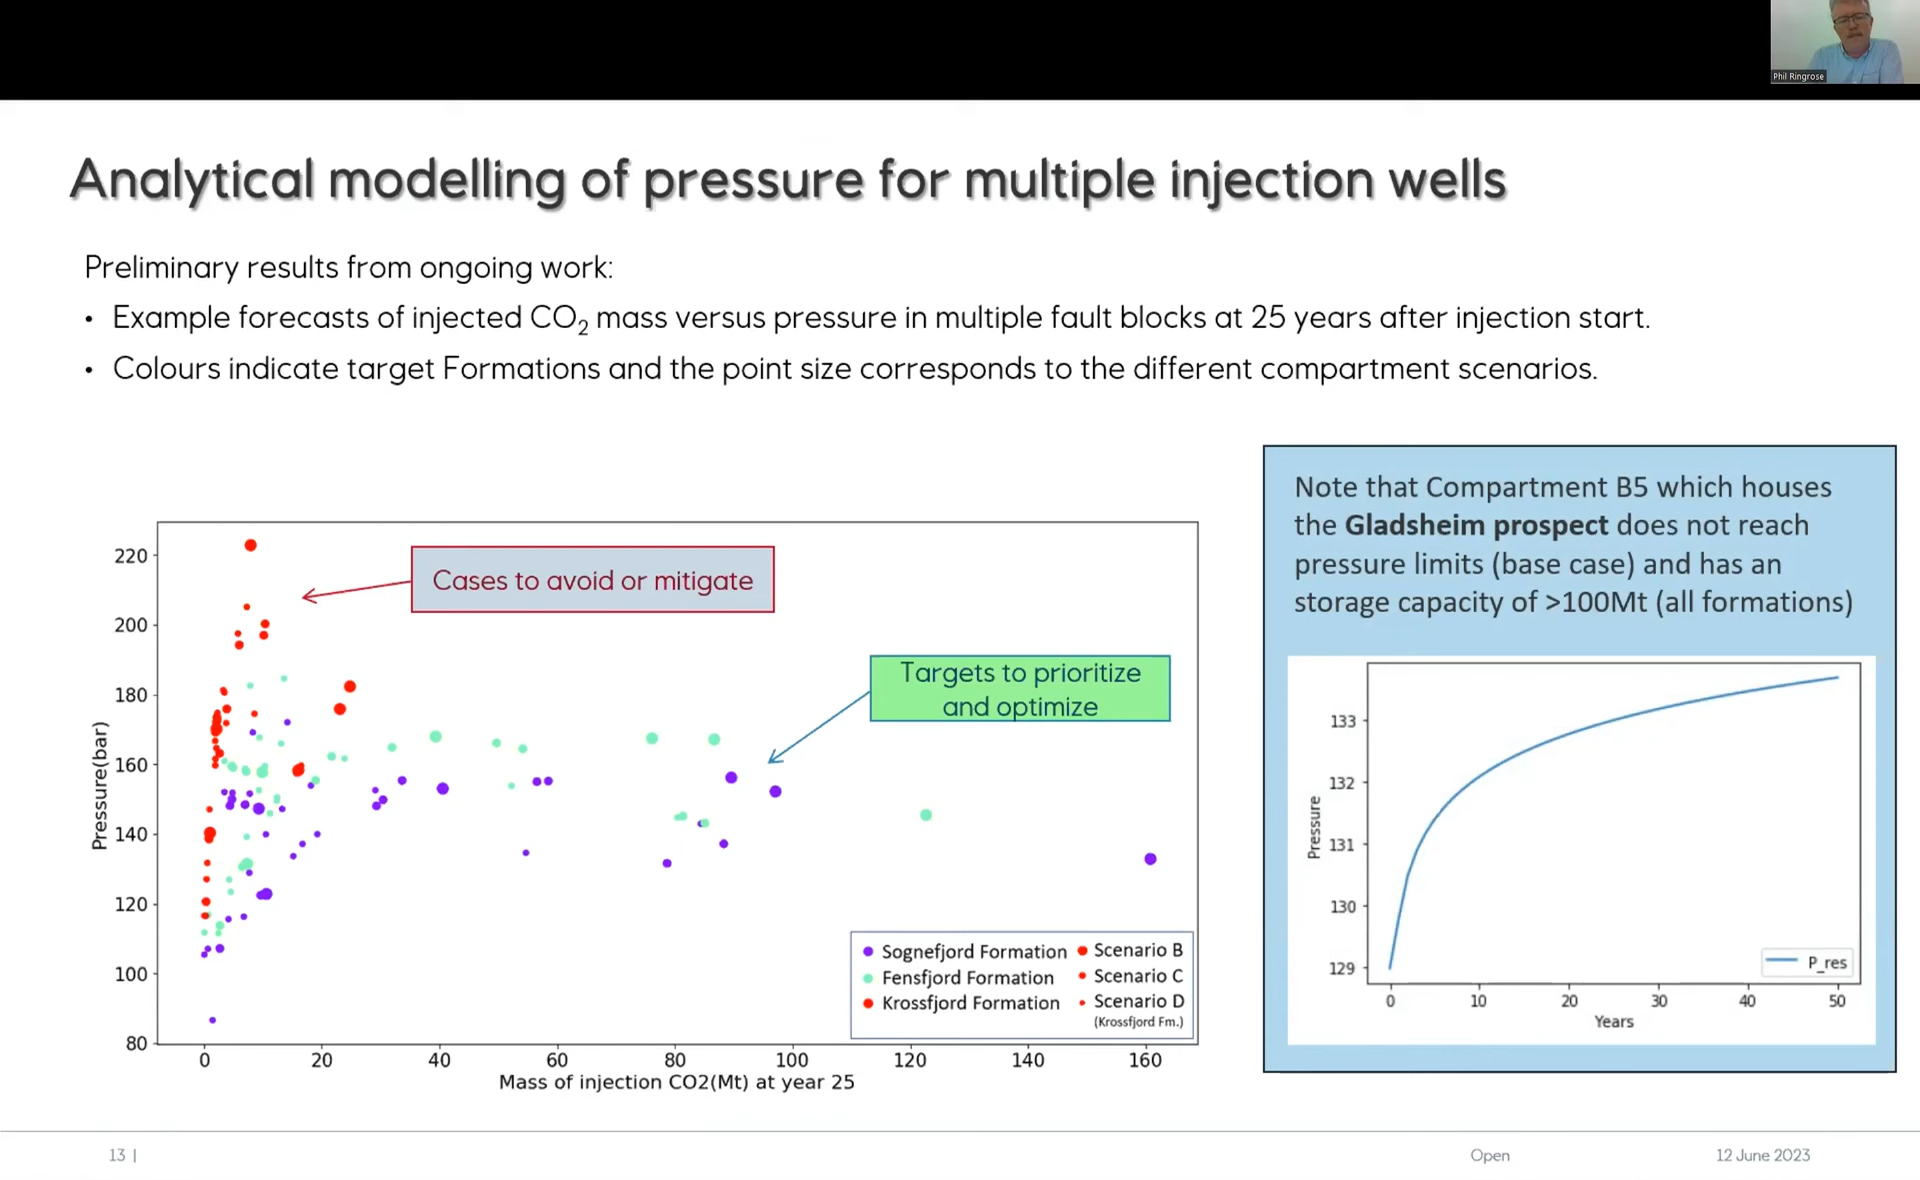 Phil Ringrose
Analytical modelling of pressure for multiple injection wells
Preliminary results from ongoing work:
• Example forecasts of injected CO2 mass versus pressure in multiple fault blocks at 25 years after injection start.
• Colours indicate target Formations and the point size corresponds to the different compartment scenarios.
Pressure(bar)
220
200
180
160
140
120
100
80
0 20 40 60 80 100 120 140 160
Mass of injection CO2(Mt) at year 25
Cases to avoid or mitigate
Targets to prioritize
and optimize
Sognefjord Formation
Fensfjord Formation
Krossfjord Formation
Scenario B
Scenario C
Scenario D
(Krossfjord Fm.)
Note that Compartment B5 which houses
the Gladsheim prospect does not reach
pressure limits (base case) and has an
storage capacity of >100Mt (all formations)
Pressure
133
132
131
130
129
0 10 20 30 40 50
Years
P_res
13 |
Open
12 June 2023